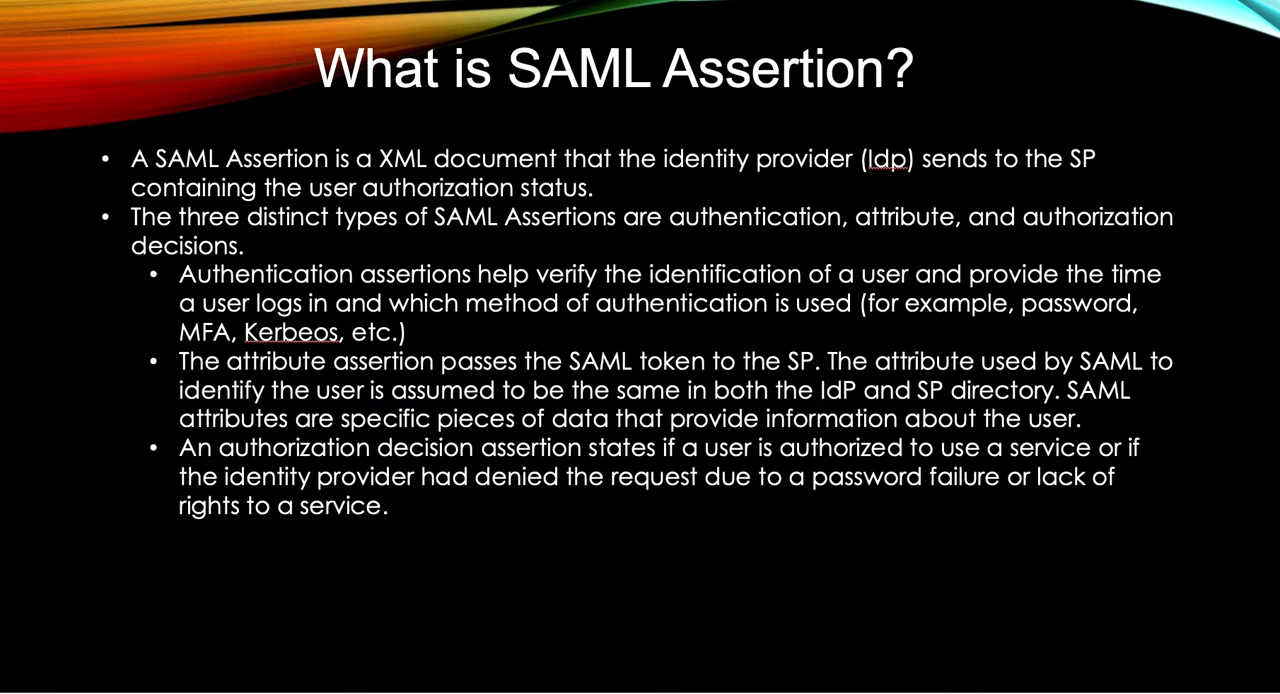 What is SAML Assertion?
• A SAML Assertion is a XML document that the identity provider (Idp) sends to the SP
containing the user authorization status.
• The three distinct types of SAML Assertions are authentication, attribute, and authorization
decisions.
• Authentication assertions help verify the identification of a user and provide the time
a user logs in and which method of authentication is used (for example, password,
MFA, Kerbeos, etc.)
• The attribute assertion passes the SAML token to the SP. The attribute used by SAML to
identify the user is assumed to be the same in both the IdP and SP directory. SAML
attributes are specific pieces of data that provide information about the user.
• An authorization decision assertion states if a user is authorized to use a service or if
the identity provider had denied the request due to a password failure or lack of
rights to a service.